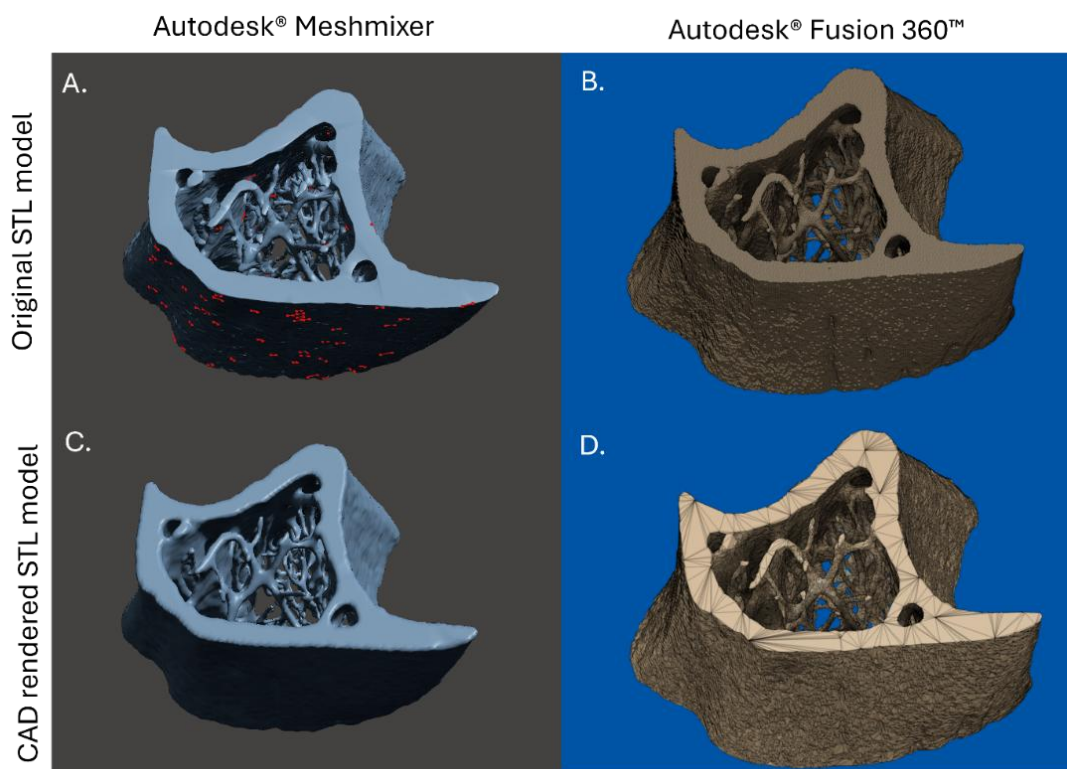 Autodesk® Meshmixer
Autodesk® Fusion 360™
Original STL model
A.
B.
CAD rendered STL model
C.
D.